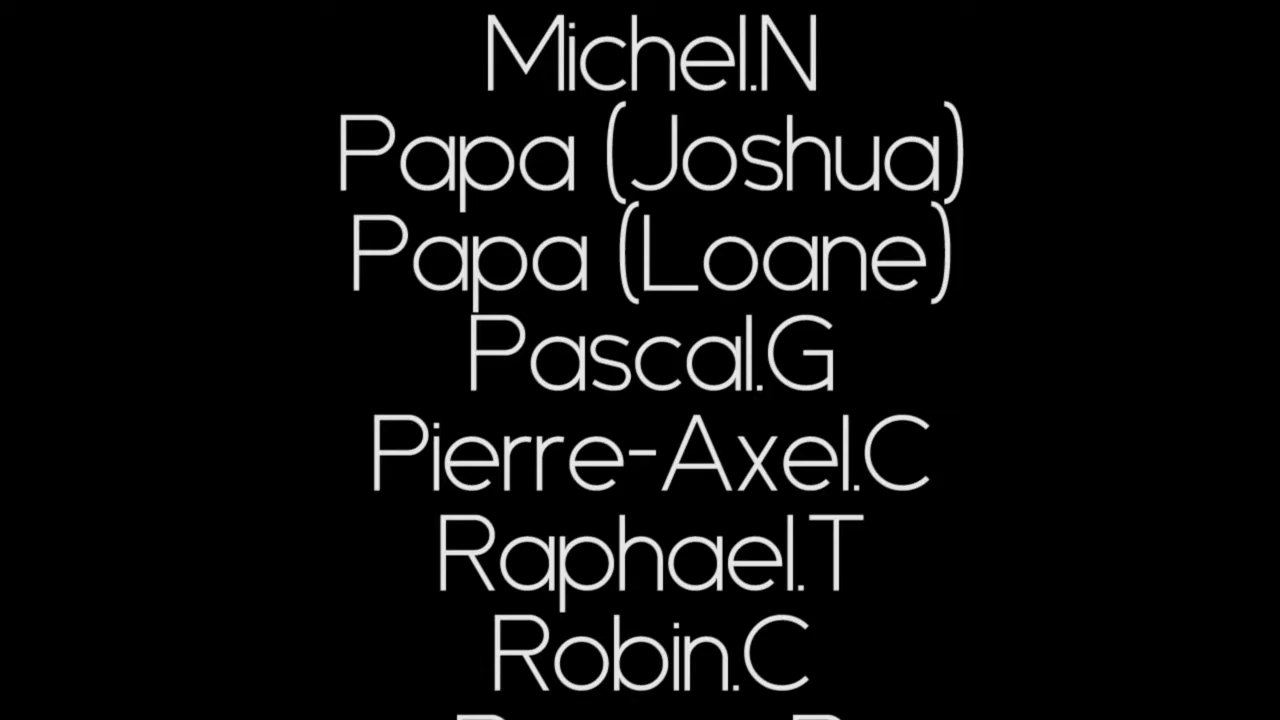 Michel.N
Papa (Joshua)
Papa (Loane)
Pascal.G
Pierre-Axel.C
Raphael.T
Robin.C